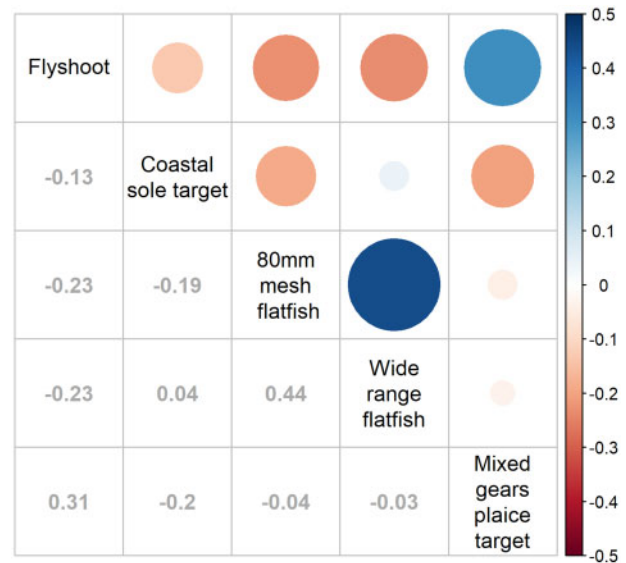 Flyshoot
-0.13
Coastal
sole target
-0.23
-0.19
80mm
mesh
flatfish
-0.23
0.04
0.44
Wide
range
flatfish
0.31
-0.2
-0.04
-0.03
Mixed
gears
plaice
target
0.5
0.4
0.3
0.2
0.1
0
-0.1
-0.2
-0.3
-0.4
-0.5